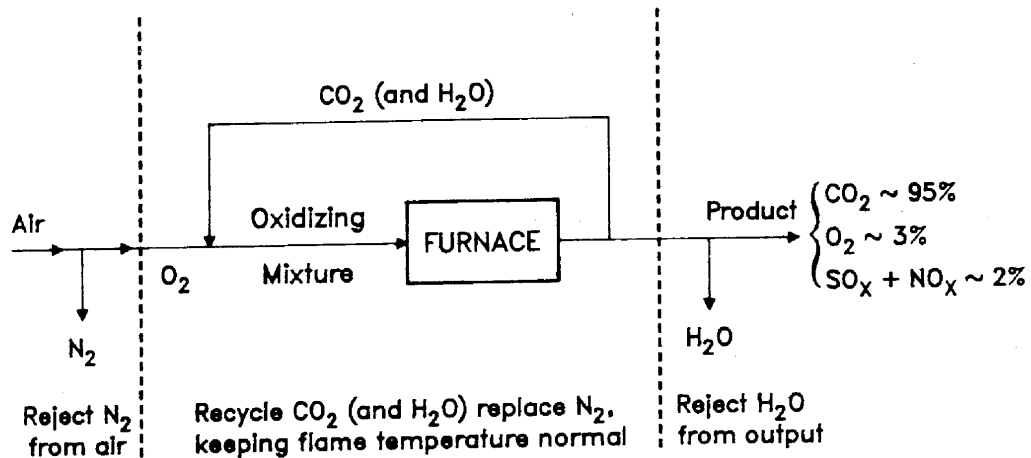 CO₂ (and H₂O)
Air
O₂
Oxidizing
Mixture
FURNACE
Product
CO₂ ~ 95%
O₂ ~ 3%
SOₓ + NOₓ ~ 2%
N₂
H₂O
Reject N₂
from air
Recycle CO₂ (and H₂O) replace N₂,
keeping flame temperature normal
Reject H₂O
from output